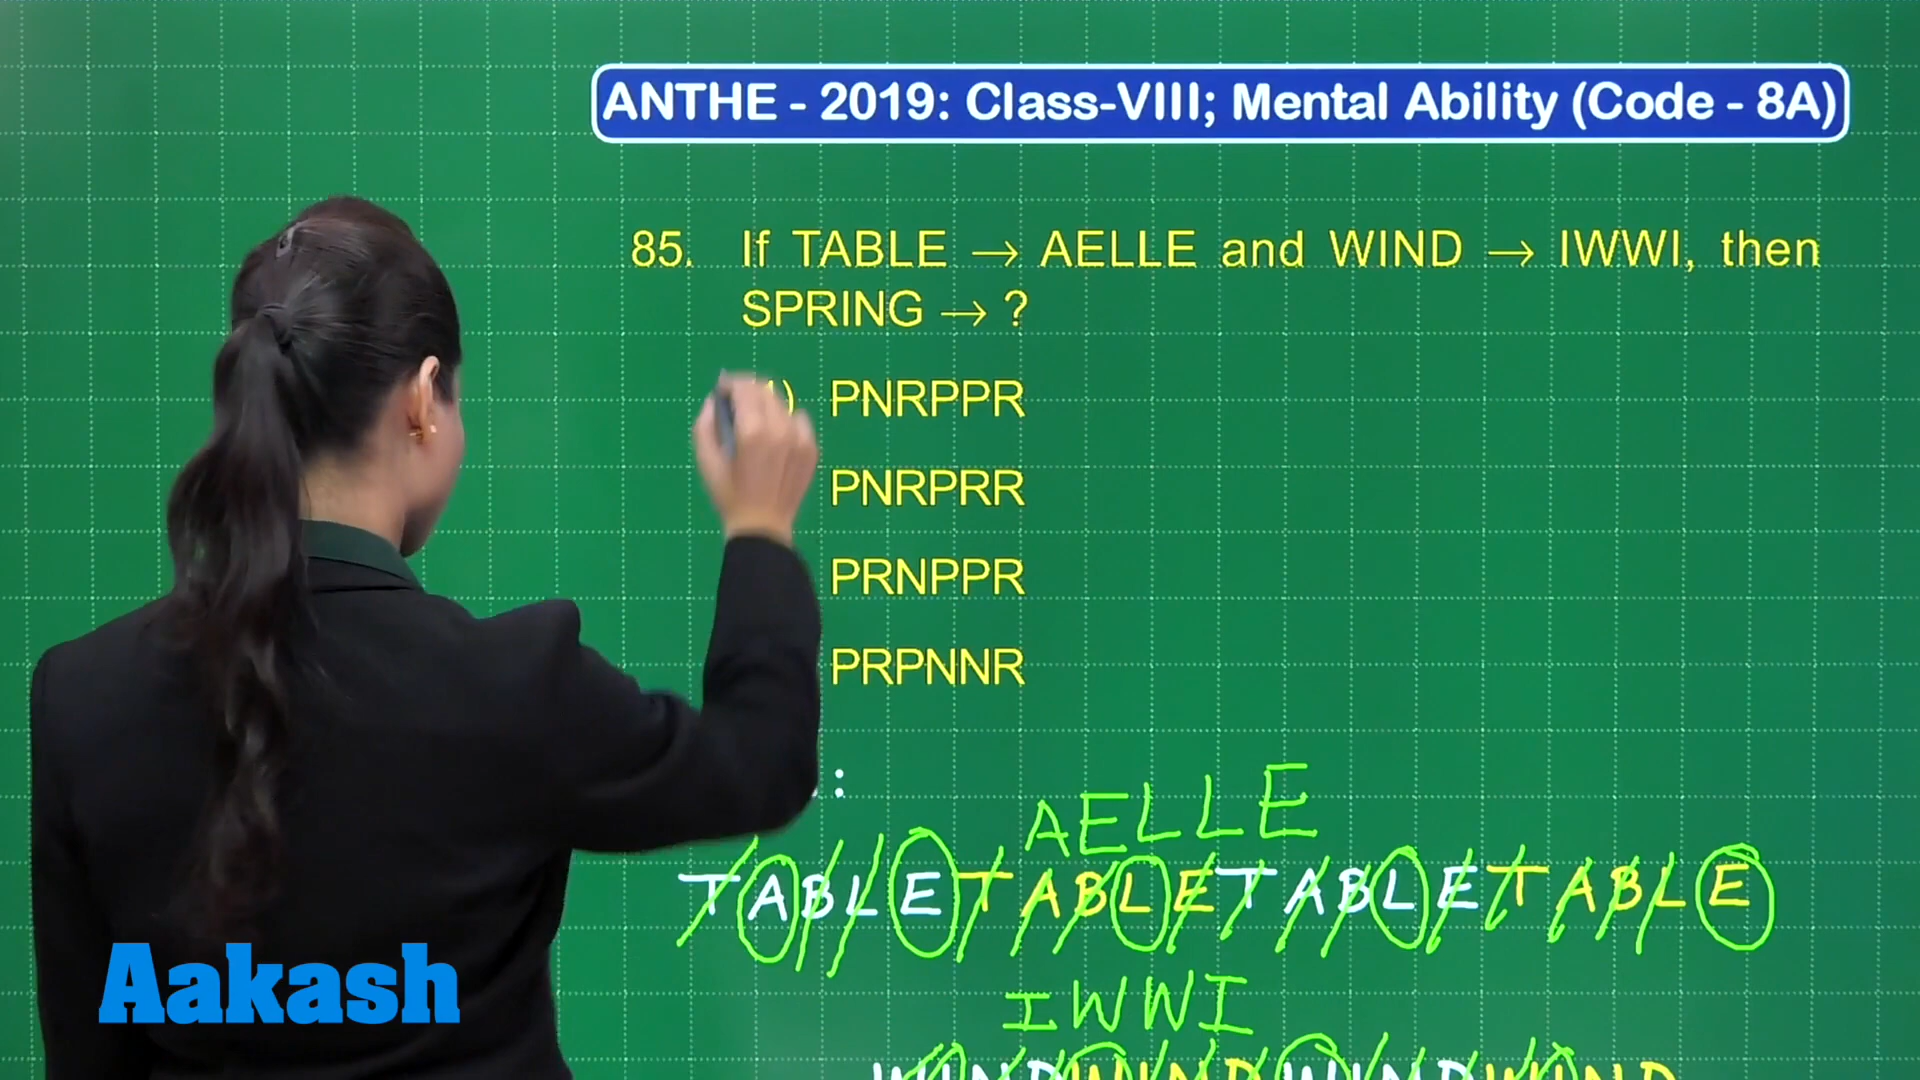 ANTHE - 2019: Class-VIII; Mental Ability (Code - 8A)
85. If TABLE → AELLE and WIND → IWWI, then
SPRING → ?
PNRPPR
PNRPRR
PRNPPR
PRPNNR
:
AELLE
TABLETABLETABLETABLE
IWWI
WINDWINDWINDWIND
Aakash